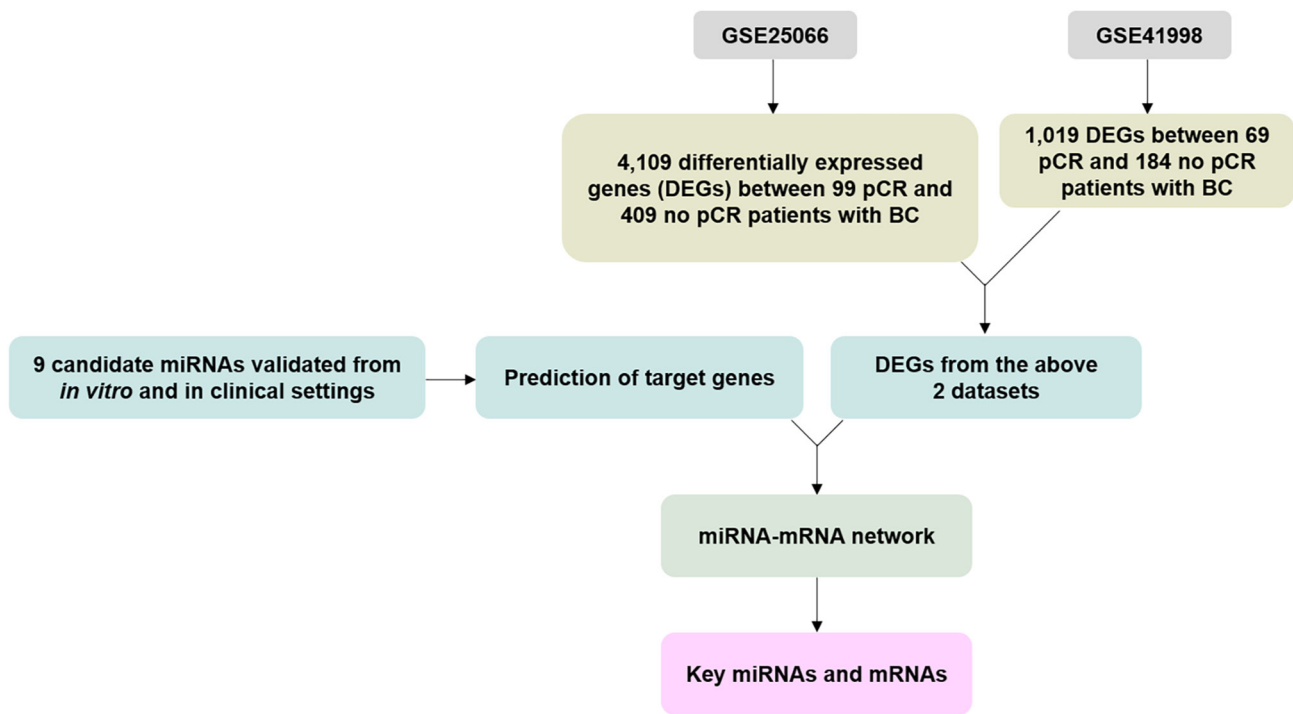 GSE25066
GSE41998
4,109 differentially expressed
genes (DEGs) between 99 pCR and
409 no pCR patients with BC
1,019 DEGs between 69
pCR and 184 no pCR
patients with BC
9 candidate miRNAs validated from
in vitro and in clinical settings
Prediction of target genes
DEGs from the above
2 datasets
miRNA-mRNA network
Key miRNAs and mRNAs